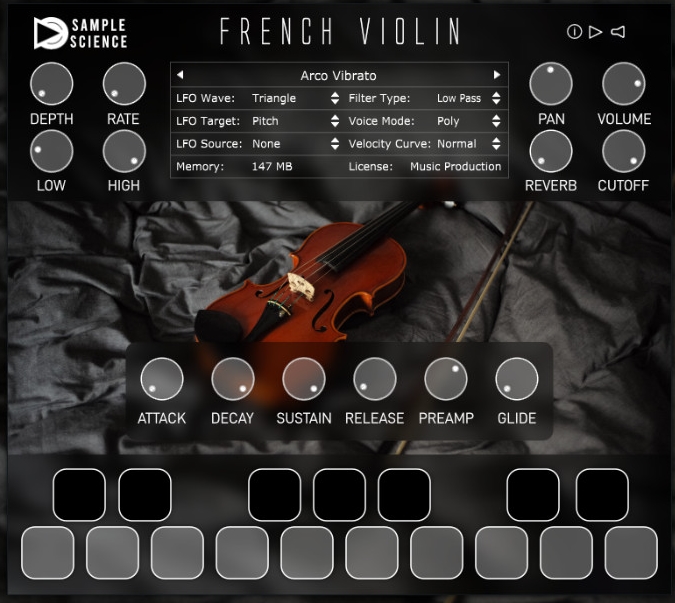 SAMPLE
SCIENCE
FRENCH VIOLIN
Arco Vibrato
LFO Wave: Triangle Filter Type: Low Pass
LFO Target: Pitch Voice Mode: Poly
LFO Source: None Velocity Curve: Normal
Memory: 147 MB License: Music Production
DEPTH RATE
LOW HIGH
PAN VOLUME
REVERB CUTOFF
ATTACK DECAY SUSTAIN RELEASE PREAMP GLIDE